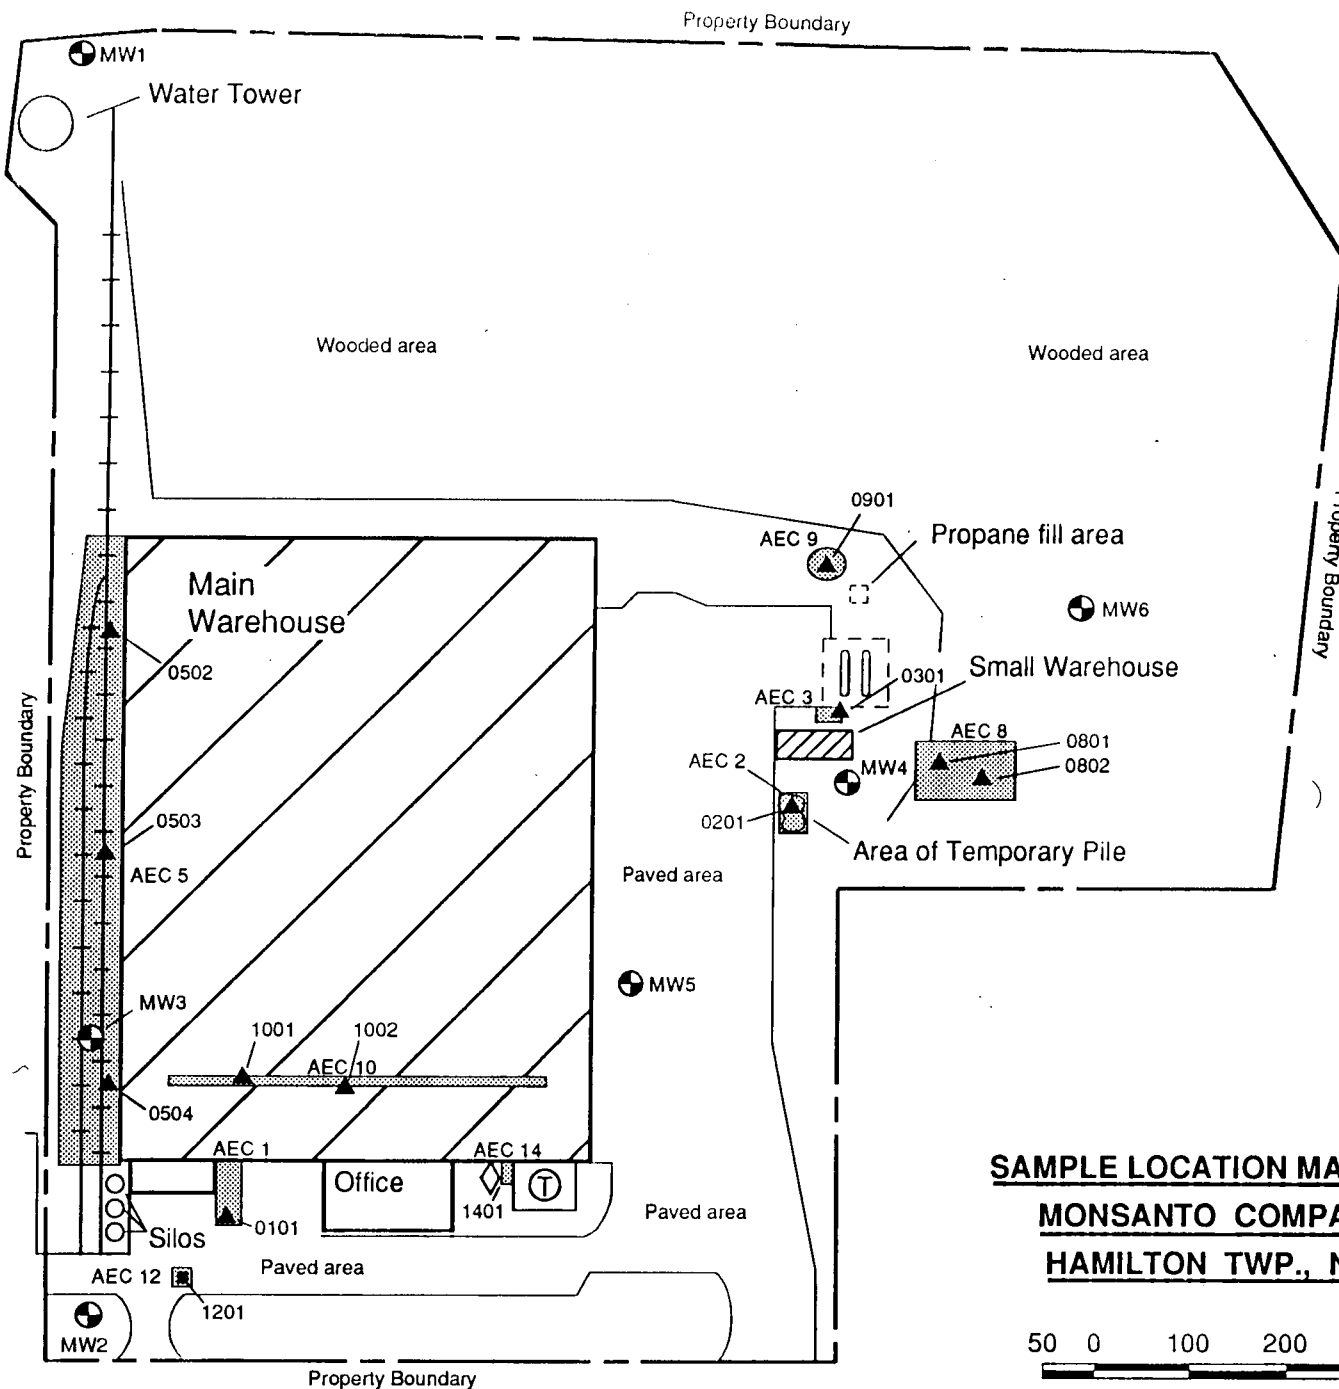 Property Boundary
MW1
Water Tower
Wooded area
Wooded area
0901
AEC 9
Propane fill area
Property Boundary
MW6
Main
Warehouse
0502
Small Warehouse
0301
AEC 3
AEC 8
0801
0802
AEC 2
MW4
0201
Area of Temporary Pile
Property Boundary
0503
AEC 5
Paved area
MW5
MW3
1001
1002
AEC 10
0504
AEC 1
AEC 14
Office
T
1401
0101
Silos
Paved area
Paved area
AEC 12
1201
MW2
Property Boundary
SAMPLE LOCATION MA
MONSANTO COMPA
HAMILTON TWP., N
50 0 100 200